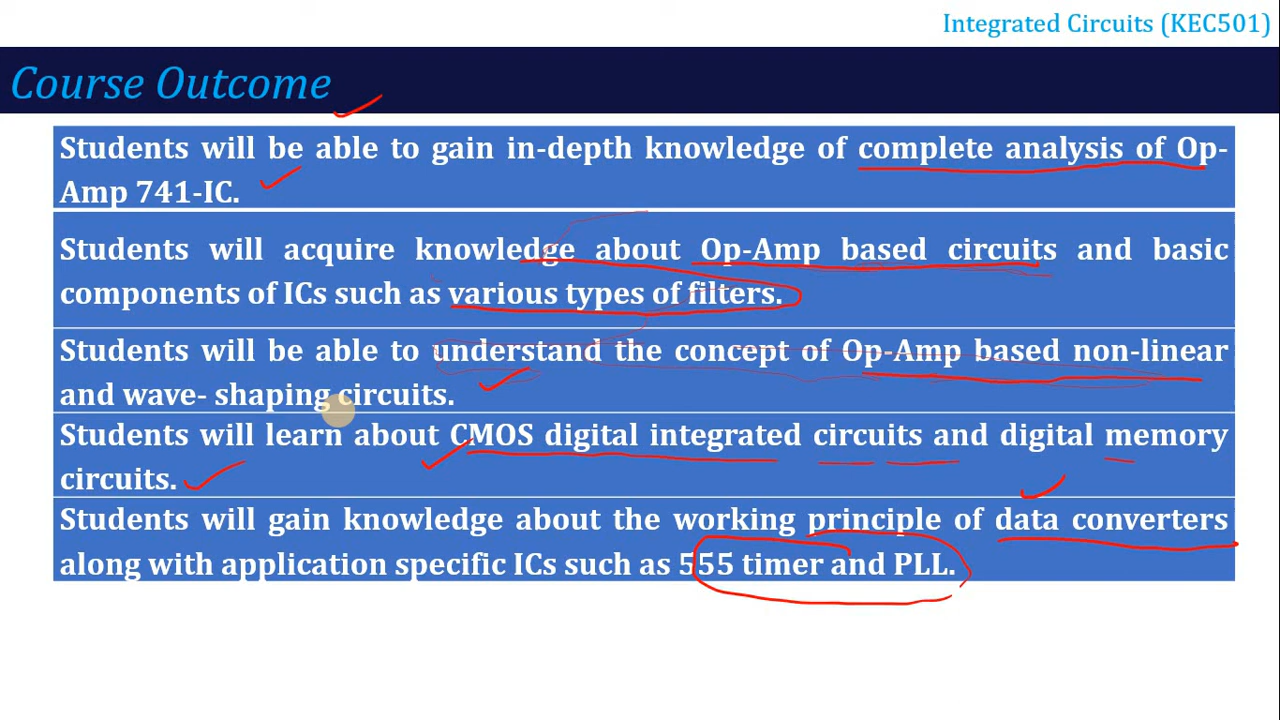 Integrated Circuits (KEC501)
Course Outcome
Students will be able to gain in-depth knowledge of complete analysis of Op-
Amp 741-IC.
Students will acquire knowledge about Op-Amp based circuits and basic
components of ICs such as various types of filters.
Students will be able to understand the concept of Op-Amp based non-linear
and wave- shaping circuits.
Students will learn about CMOS digital integrated circuits and digital memory
circuits.
Students will gain knowledge about the working principle of data converters
along with application specific ICs such as 555 timer and PLL.